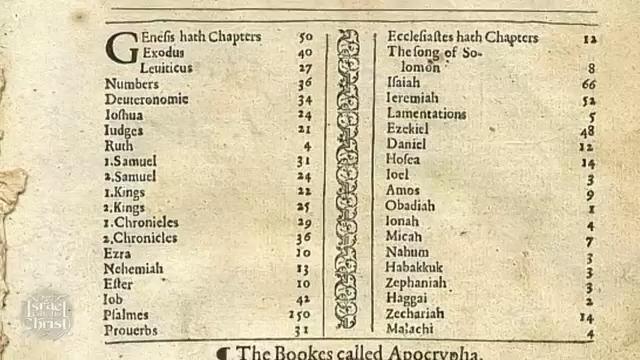 Genesis hath Chapters 50
Exodus 40
Leuiticus 27
Numbers 36
Deuteronomie 34
Ioshua 24
Iudges 21
Ruth 4
1.Samuel 31
2.Samuel 24
1.Kings 22
2.Kings 25
1.Chronicles 29
2.Chronicles 36
Ezra 10
Nehemiah 13
Ester 10
Iob 42
Psalmes 150
Prouerbs 31
Ecclesiastes hath Chapters 12
The song of So-
lomon 8
Isaiah 66
Ieremiah 52
Lamentations 5
Ezekiel 48
Daniel 12
Hosea 14
Ioel 3
Amos 9
Obadiah 1
Ionah 4
Micah 7
Nahum 3
Habakkuk 3
Zephaniah 3
Haggai 2
Zechariah 14
Malachi 4
¶ The Bookes called Apocrypha.
Israel
Christ